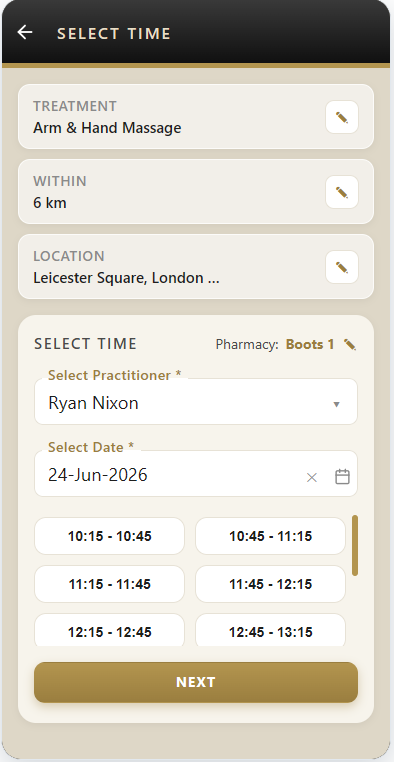 SELECT TIME
TREATMENT
Arm & Hand Massage
WITHIN
6 km
LOCATION
Leicester Square, London ...
SELECT TIME
Pharmacy: Boots 1
Select Practitioner *
Ryan Nixon
Select Date *
24-Jun-2026
10:15 - 10:45
10:45 - 11:15
11:15 - 11:45
11:45 - 12:15
12:15 - 12:45
12:45 - 13:15
NEXT